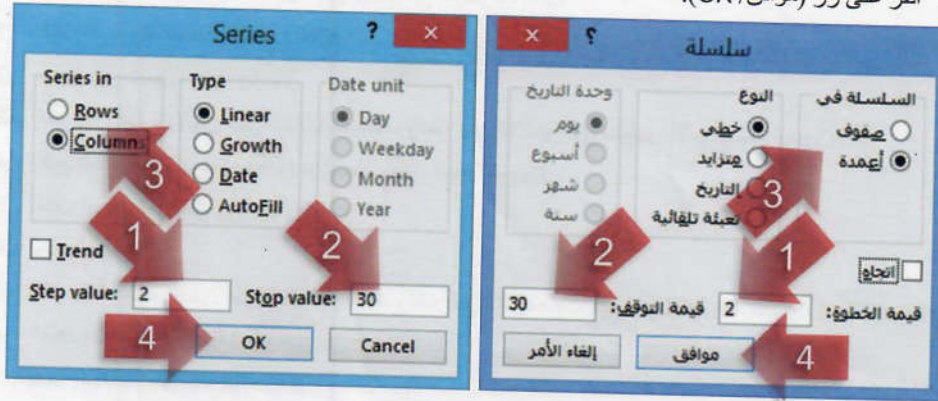 انقر على زر (موافق/OK).
Series ?
Series in Type Date unit
Rows Linear Day
Columns Growth Weekday
Date Month
AutoFill Year
3
1
2
Trend
Step value: 2 Stop value: 30
4 OK Cancel
سلسلة ؟
السلسلة في النوع وحدة التاريخ
صفوف خطي يوم
أعمدة متزايد أسبوع
التاريخ شهر
تعبئة تلقائية سنة
3
1
2
اتجاه
قيمة الخطوة: 2 قيمة التوقف: 30
4 موافق إلغاء الأمر